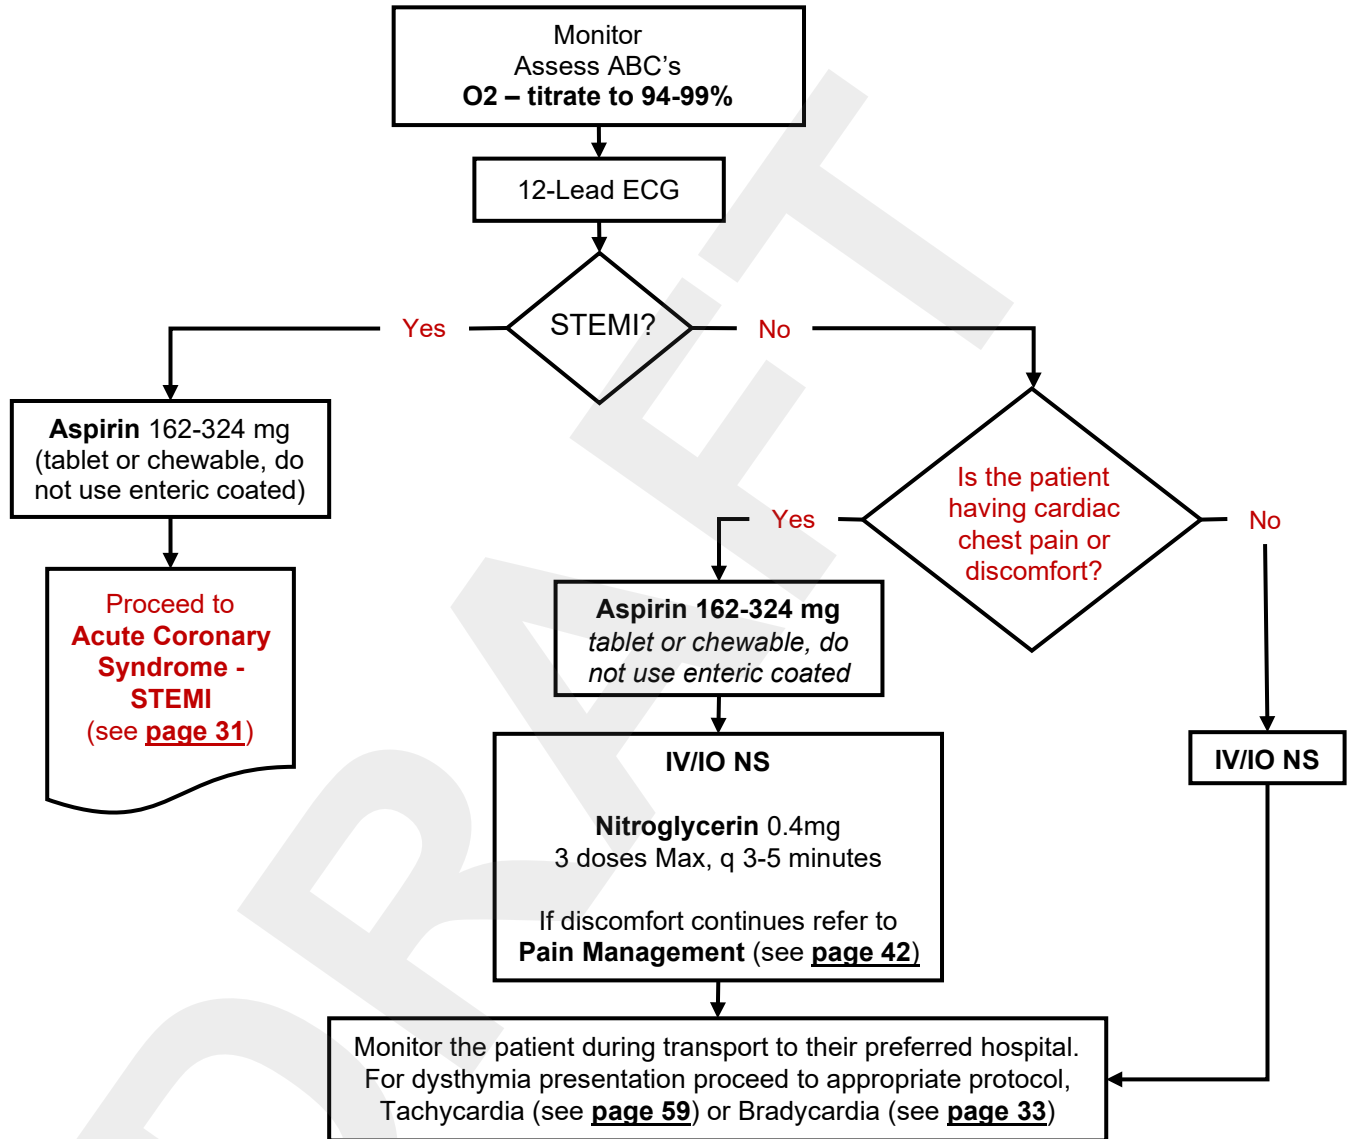 Monitor
Assess ABC’s
O2 – titrate to 94-99%
12-Lead ECG
STEMI?
Yes
No
Aspirin 162-324 mg
(tablet or chewable, do
not use enteric coated)
Proceed to
Acute Coronary
Syndrome -
STEMI
(see page 31)
Is the patient
having cardiac
chest pain or
discomfort?
Yes
No
Aspirin 162-324 mg
tablet or chewable, do
not use enteric coated
IV/IO NS
Nitroglycerin 0.4mg
3 doses Max, q 3-5 minutes
If discomfort continues refer to
Pain Management (see page 42)
IV/IO NS
Monitor the patient during transport to their preferred hospital.
For dysthymia presentation proceed to appropriate protocol,
Tachycardia (see page 59) or Bradycardia (see page 33)
DRAFT